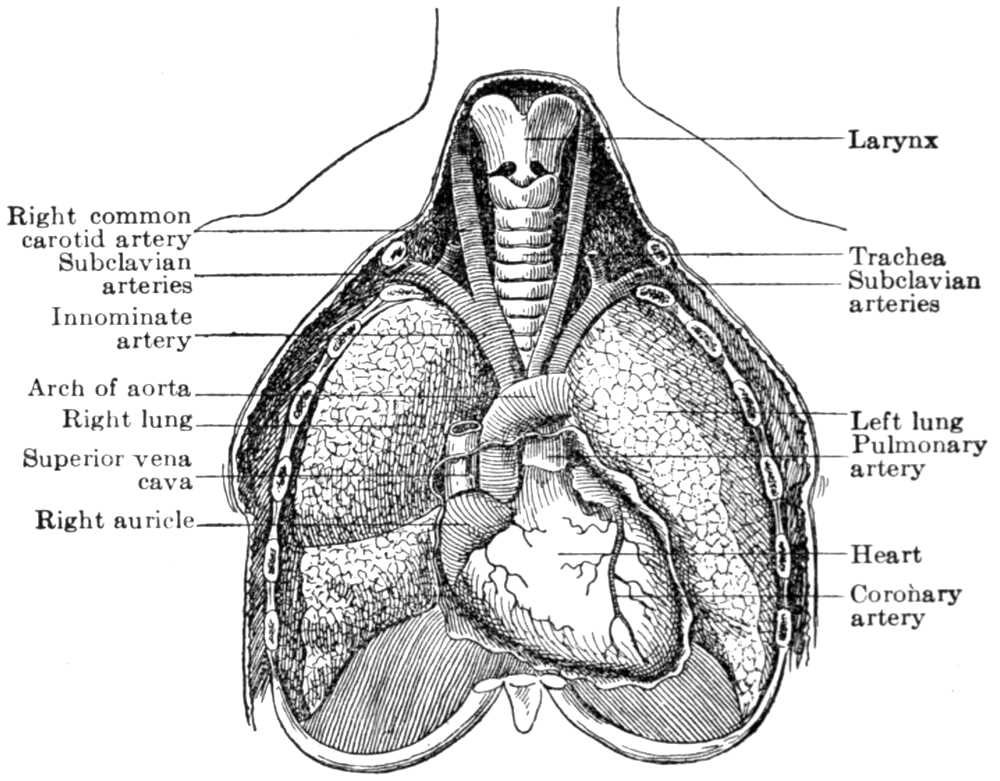 Larynx
Right common
carotid artery
Subclavian
arteries
Innominate
artery
Arch of aorta
Right lung
Superior vena
cava
Right auricle
Trachea
Subclavian
arteries
Left lung
Pulmonary
artery
Heart
Coronary
artery